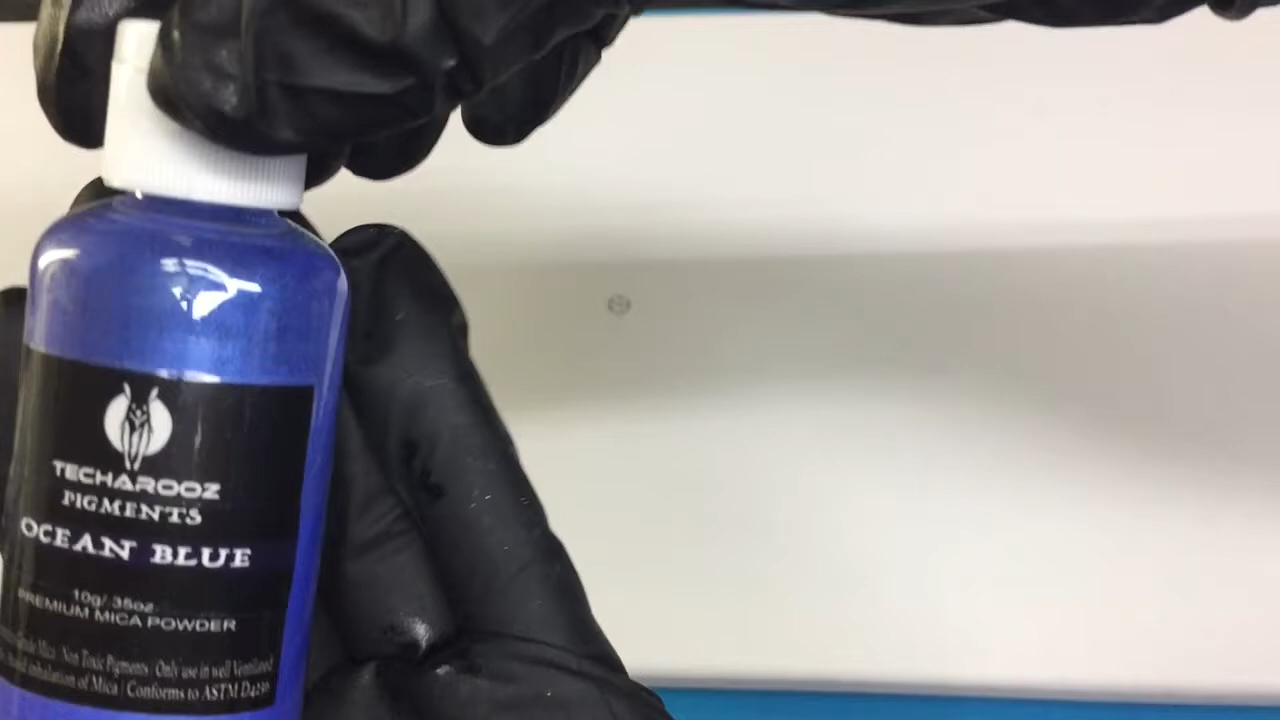 TECHAROOZ
PIGMENTS
OCEAN BLUE
10g/.35oz
PREMIUM MICA POWDER
Mica · Non Toxic Pigments · Only use in well Ventilated
inhalation of Mica | Conforms to ASTM